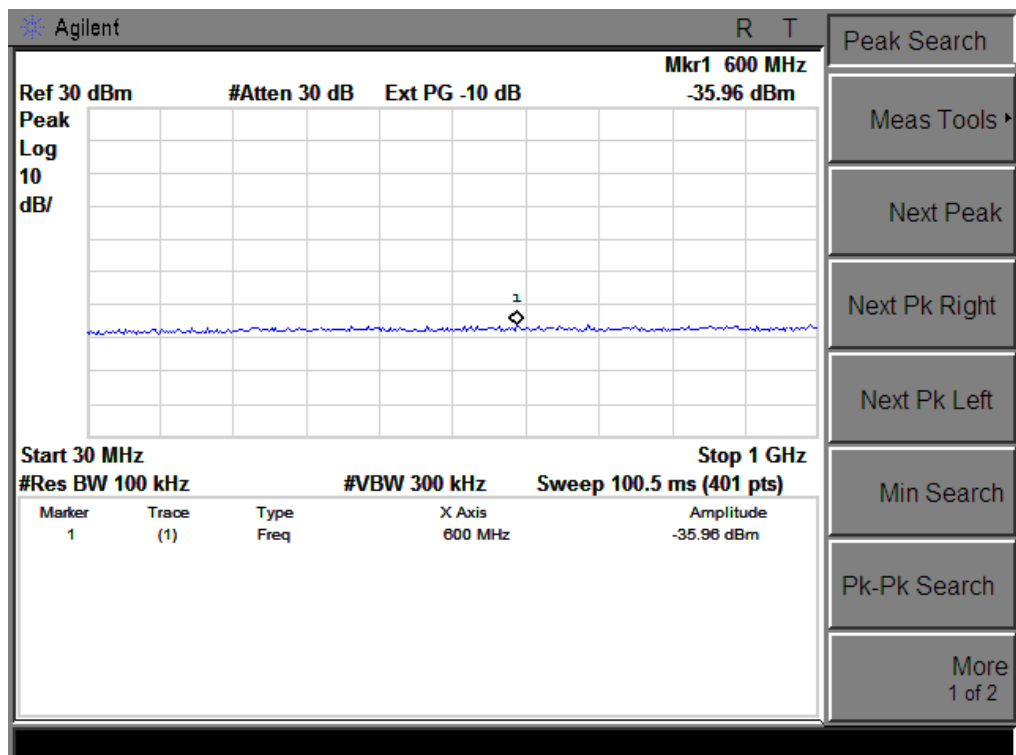 Agilent R T
Mkr1 600 MHz
Ref 30 dBm #Atten 30 dB Ext PG -10 dB -35.96 dBm
Peak
Log
10
dB/
1
Start 30 MHz Stop 1 GHz
#Res BW 100 kHz #VBW 300 kHz Sweep 100.5 ms (401 pts)
Marker Trace Type X Axis Amplitude
1 (1) Freq 600 MHz -35.96 dBm
Peak Search
Meas Tools
Next Peak
Next Pk Right
Next Pk Left
Min Search
Pk-Pk Search
More
1 of 2